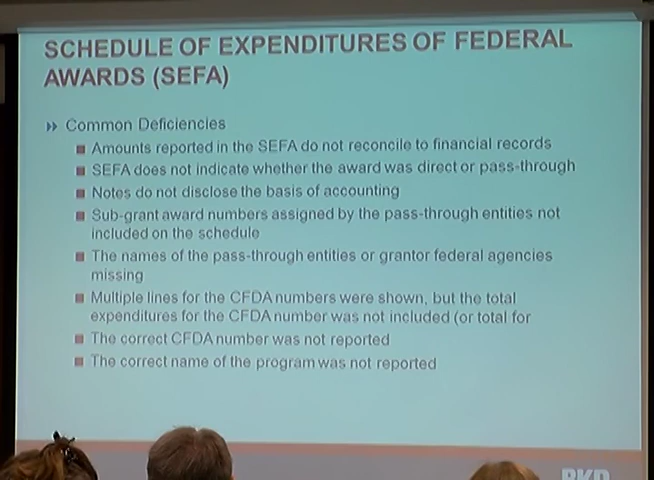 SCHEDULE OF EXPENDITURES OF FEDERAL
AWARDS (SEFA)
Common Deficiencies
Amounts reported in the SEFA do not reconcile to financial records
SEFA does not indicate whether the award was direct or pass-through
Notes do not disclose the basis of accounting
Sub-grant award numbers assigned by the pass-through entities not
included on the schedule
The names of the pass-through entities or grantor federal agencies
missing
Multiple lines for the CFDA numbers were shown, but the total
expenditures for the CFDA number was not included (or total for
The correct CFDA number was not reported
The correct name of the program was not reported